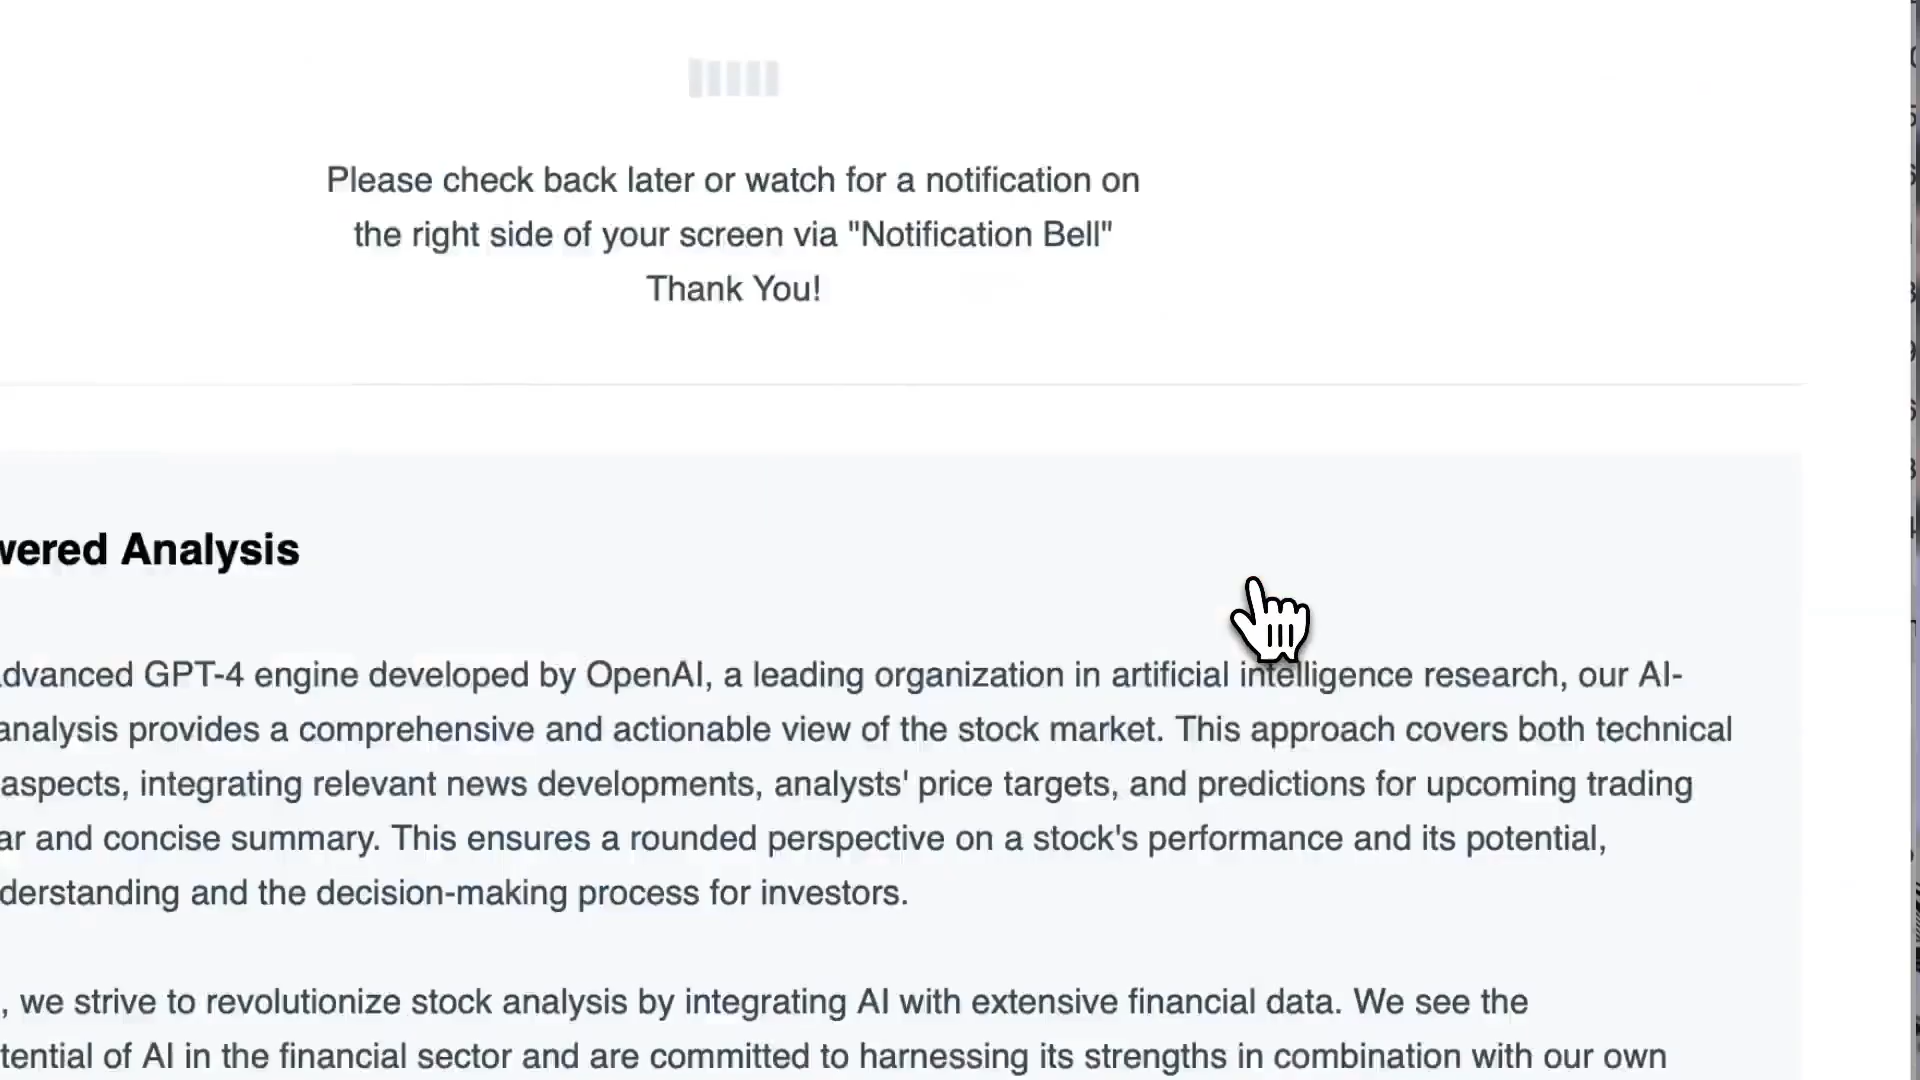 Please check back later or watch for a notification on
the right side of your screen via "Notification Bell"
Thank You!
wered Analysis
dvanced GPT-4 engine developed by OpenAI, a leading organization in artificial intelligence research, our AI-
analysis provides a comprehensive and actionable view of the stock market. This approach covers both technical
aspects, integrating relevant news developments, analysts' price targets, and predictions for upcoming trading
ar and concise summary. This ensures a rounded perspective on a stock's performance and its potential,
derstanding and the decision-making process for investors.
, we strive to revolutionize stock analysis by integrating AI with extensive financial data. We see the
tential of AI in the financial sector and are committed to harnessing its strengths in combination with our own